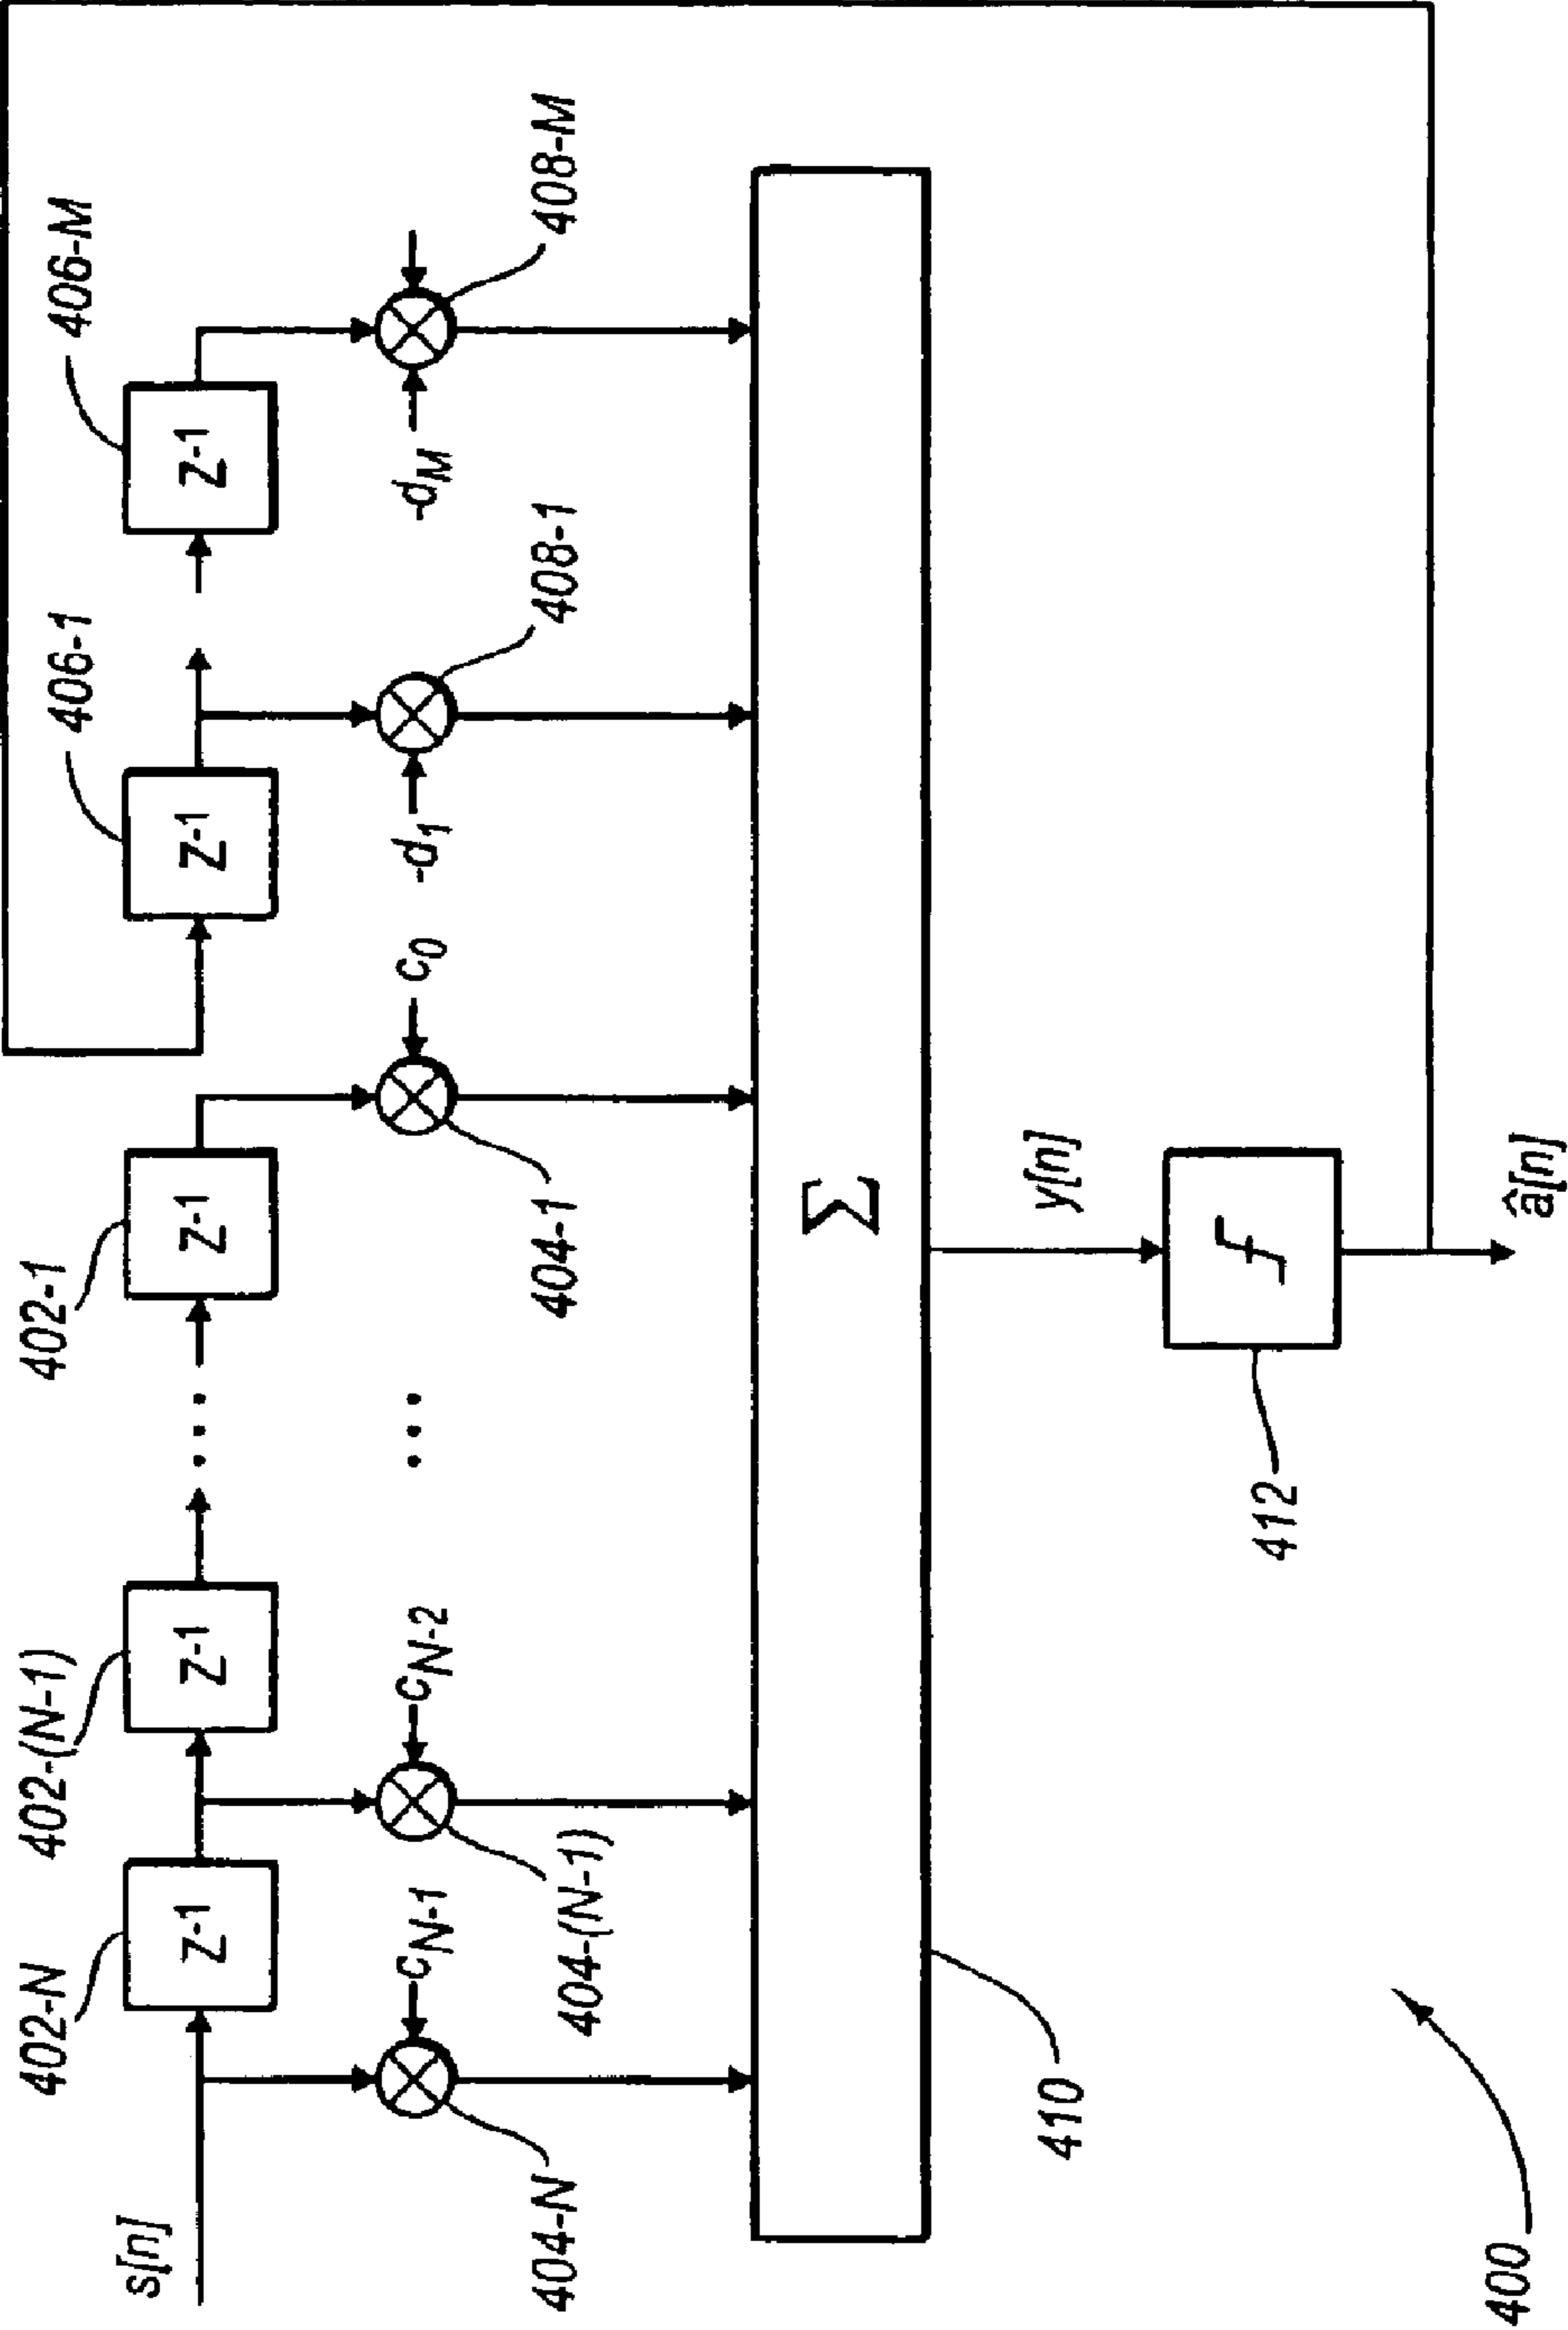 402-N
402-(N-1)
402-1
406-1
406-M
s[n]
z-1
z-1
...
z-1
z-1
z-1
cN-1
cN-2
...
c0
-d1
-dM
404-N
404-(N-1)
404-1
408-1
408-M
Σ
410
y[n]
412
â[n]
400